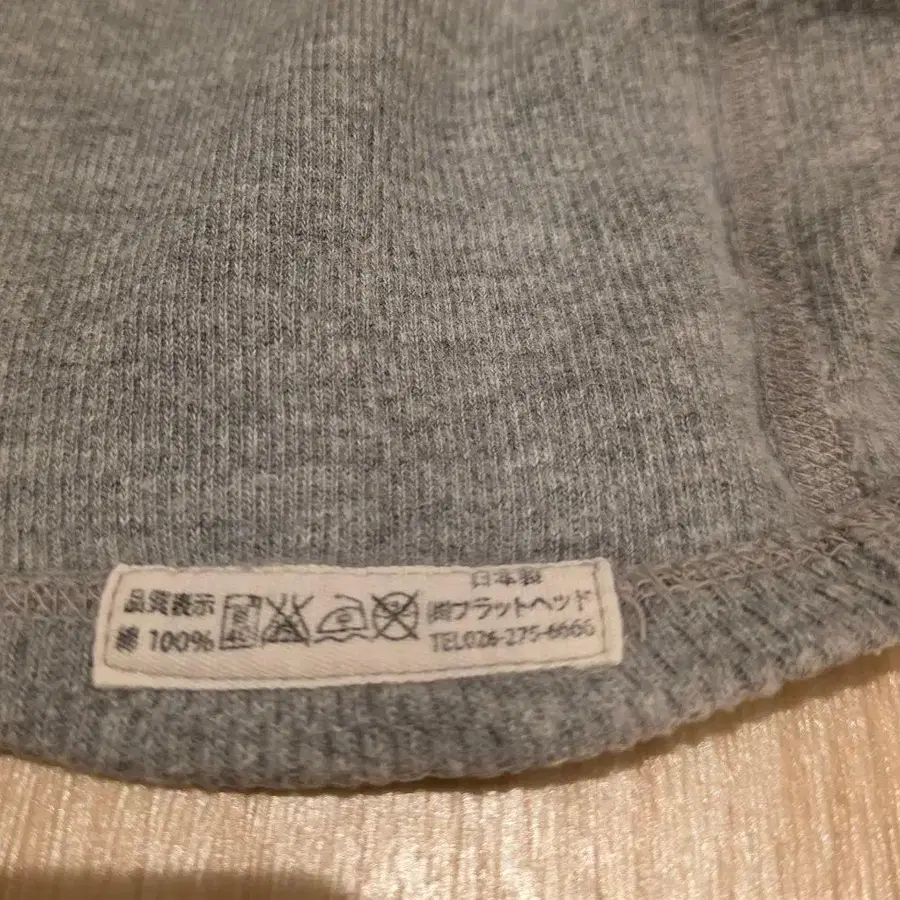 品質表示
綿 100%
日本製
㈱フラットヘッド
TEL026-275-6666